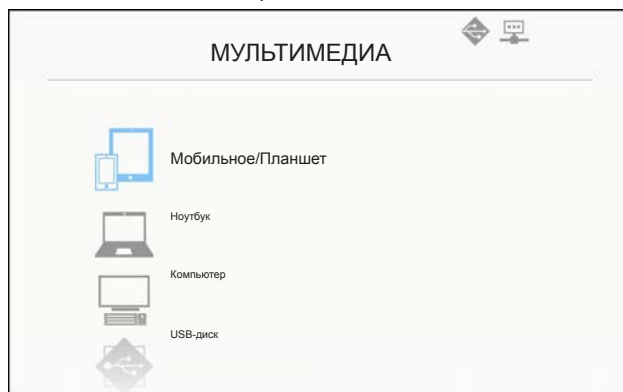 МУЛЬТИМЕДИА
Мобильное/Планшет
Ноутбук
Компьютер
USB-диск